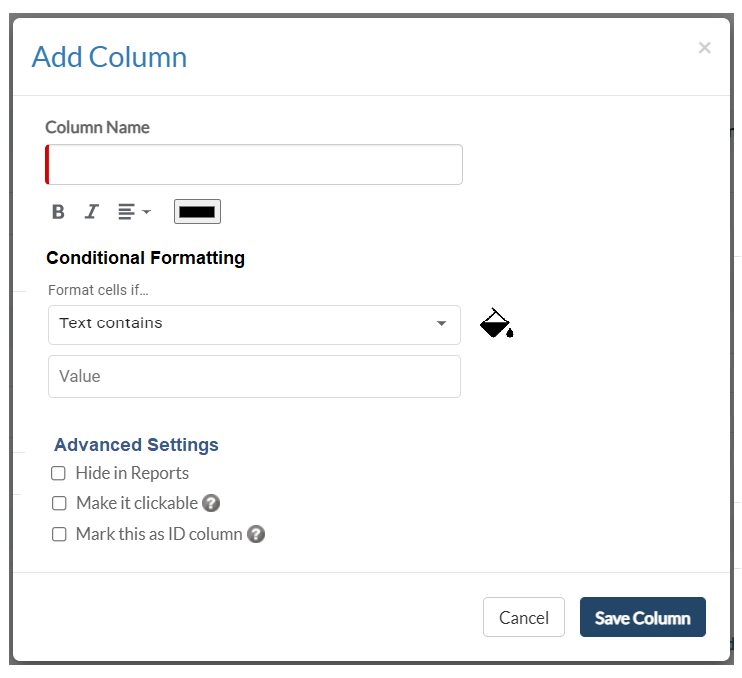 Add Column
×
Column Name
B I
Conditional Formatting
Format cells if...
Text contains
Value
Advanced Settings
Hide in Reports
Make it clickable ?
Mark this as ID column ?
Cancel Save Column